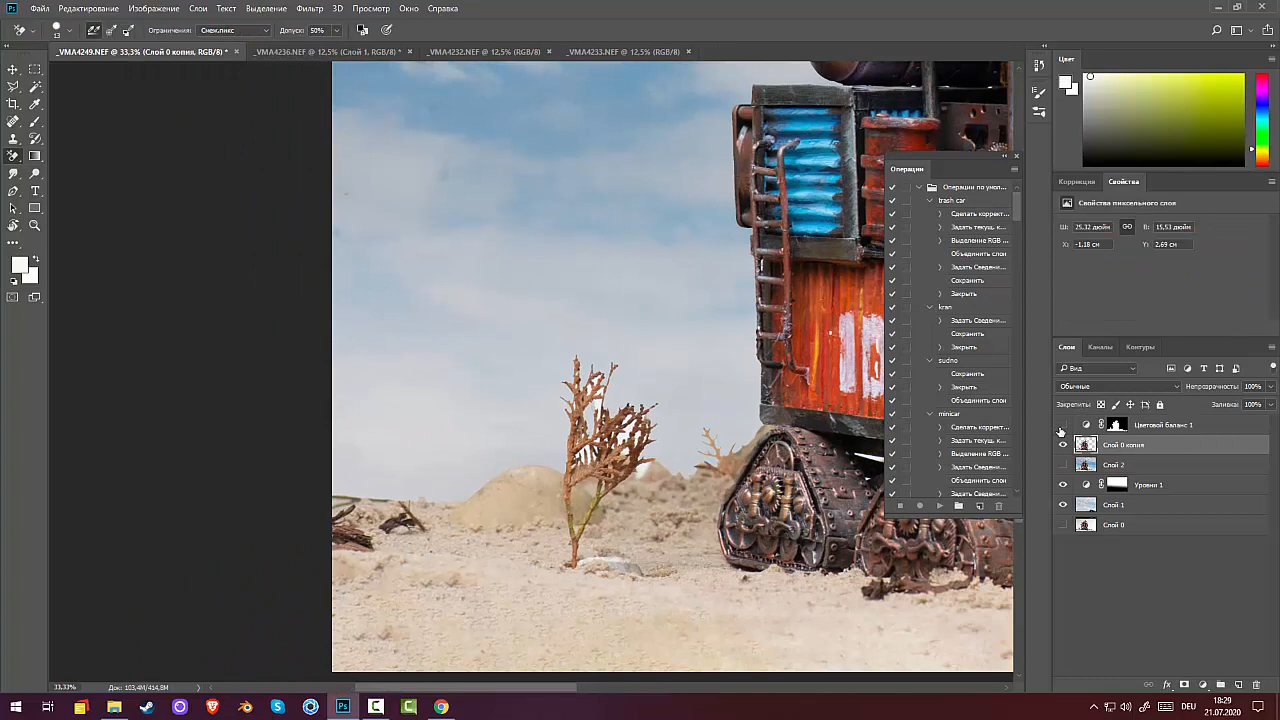 Файл Редактирование Изображение Слои Текст Выделение Фильтр 3D Просмотр Окно Справка
13 Ограничения: Смеж.пикс Допуск: 50%
_VMA4249.NEF @ 33,3% (Слой 0 копия, RGB/8) * × _VMA4236.NEF @ 12,5% (Слой 1, RGB/8) * × _VMA4232.NEF @ 12,5% (RGB/8) × _VMA4233.NEF @ 12,5% (RGB/8) ×
Цвет
Коррекция Свойства
Свойства пиксельного слоя
Ш: 25,32 дюйм В: 15,53 дюйм
X: -1,18 см Y: 2,69 см
Операции
Операции по умол...
trash car
Сделать коррект...
Задать текущ. к...
Выделение RGB ...
Объединить слои
Задать Сведени...
Сохранить
Закрыть
kran
Задать Сведени...
Сохранить
Закрыть
sudno
Сохранить
Закрыть
Объединить слои
minicar
Сделать коррект...
Задать текущ. к...
Выделение RGB ...
Задать Сведени...
Объединить слои
Задать Сведени...
Слои Каналы Контуры
Вид
Обычные Непрозрачность: 100%
Закрепить: Заливка: 100%
Цветовой баланс 1
Слой 0 копия
Слой 2
Уровни 1
Слой 1
Слой 0
33,33% Док: 103,4M/414,8M
DEU 18:29
21.07.2020